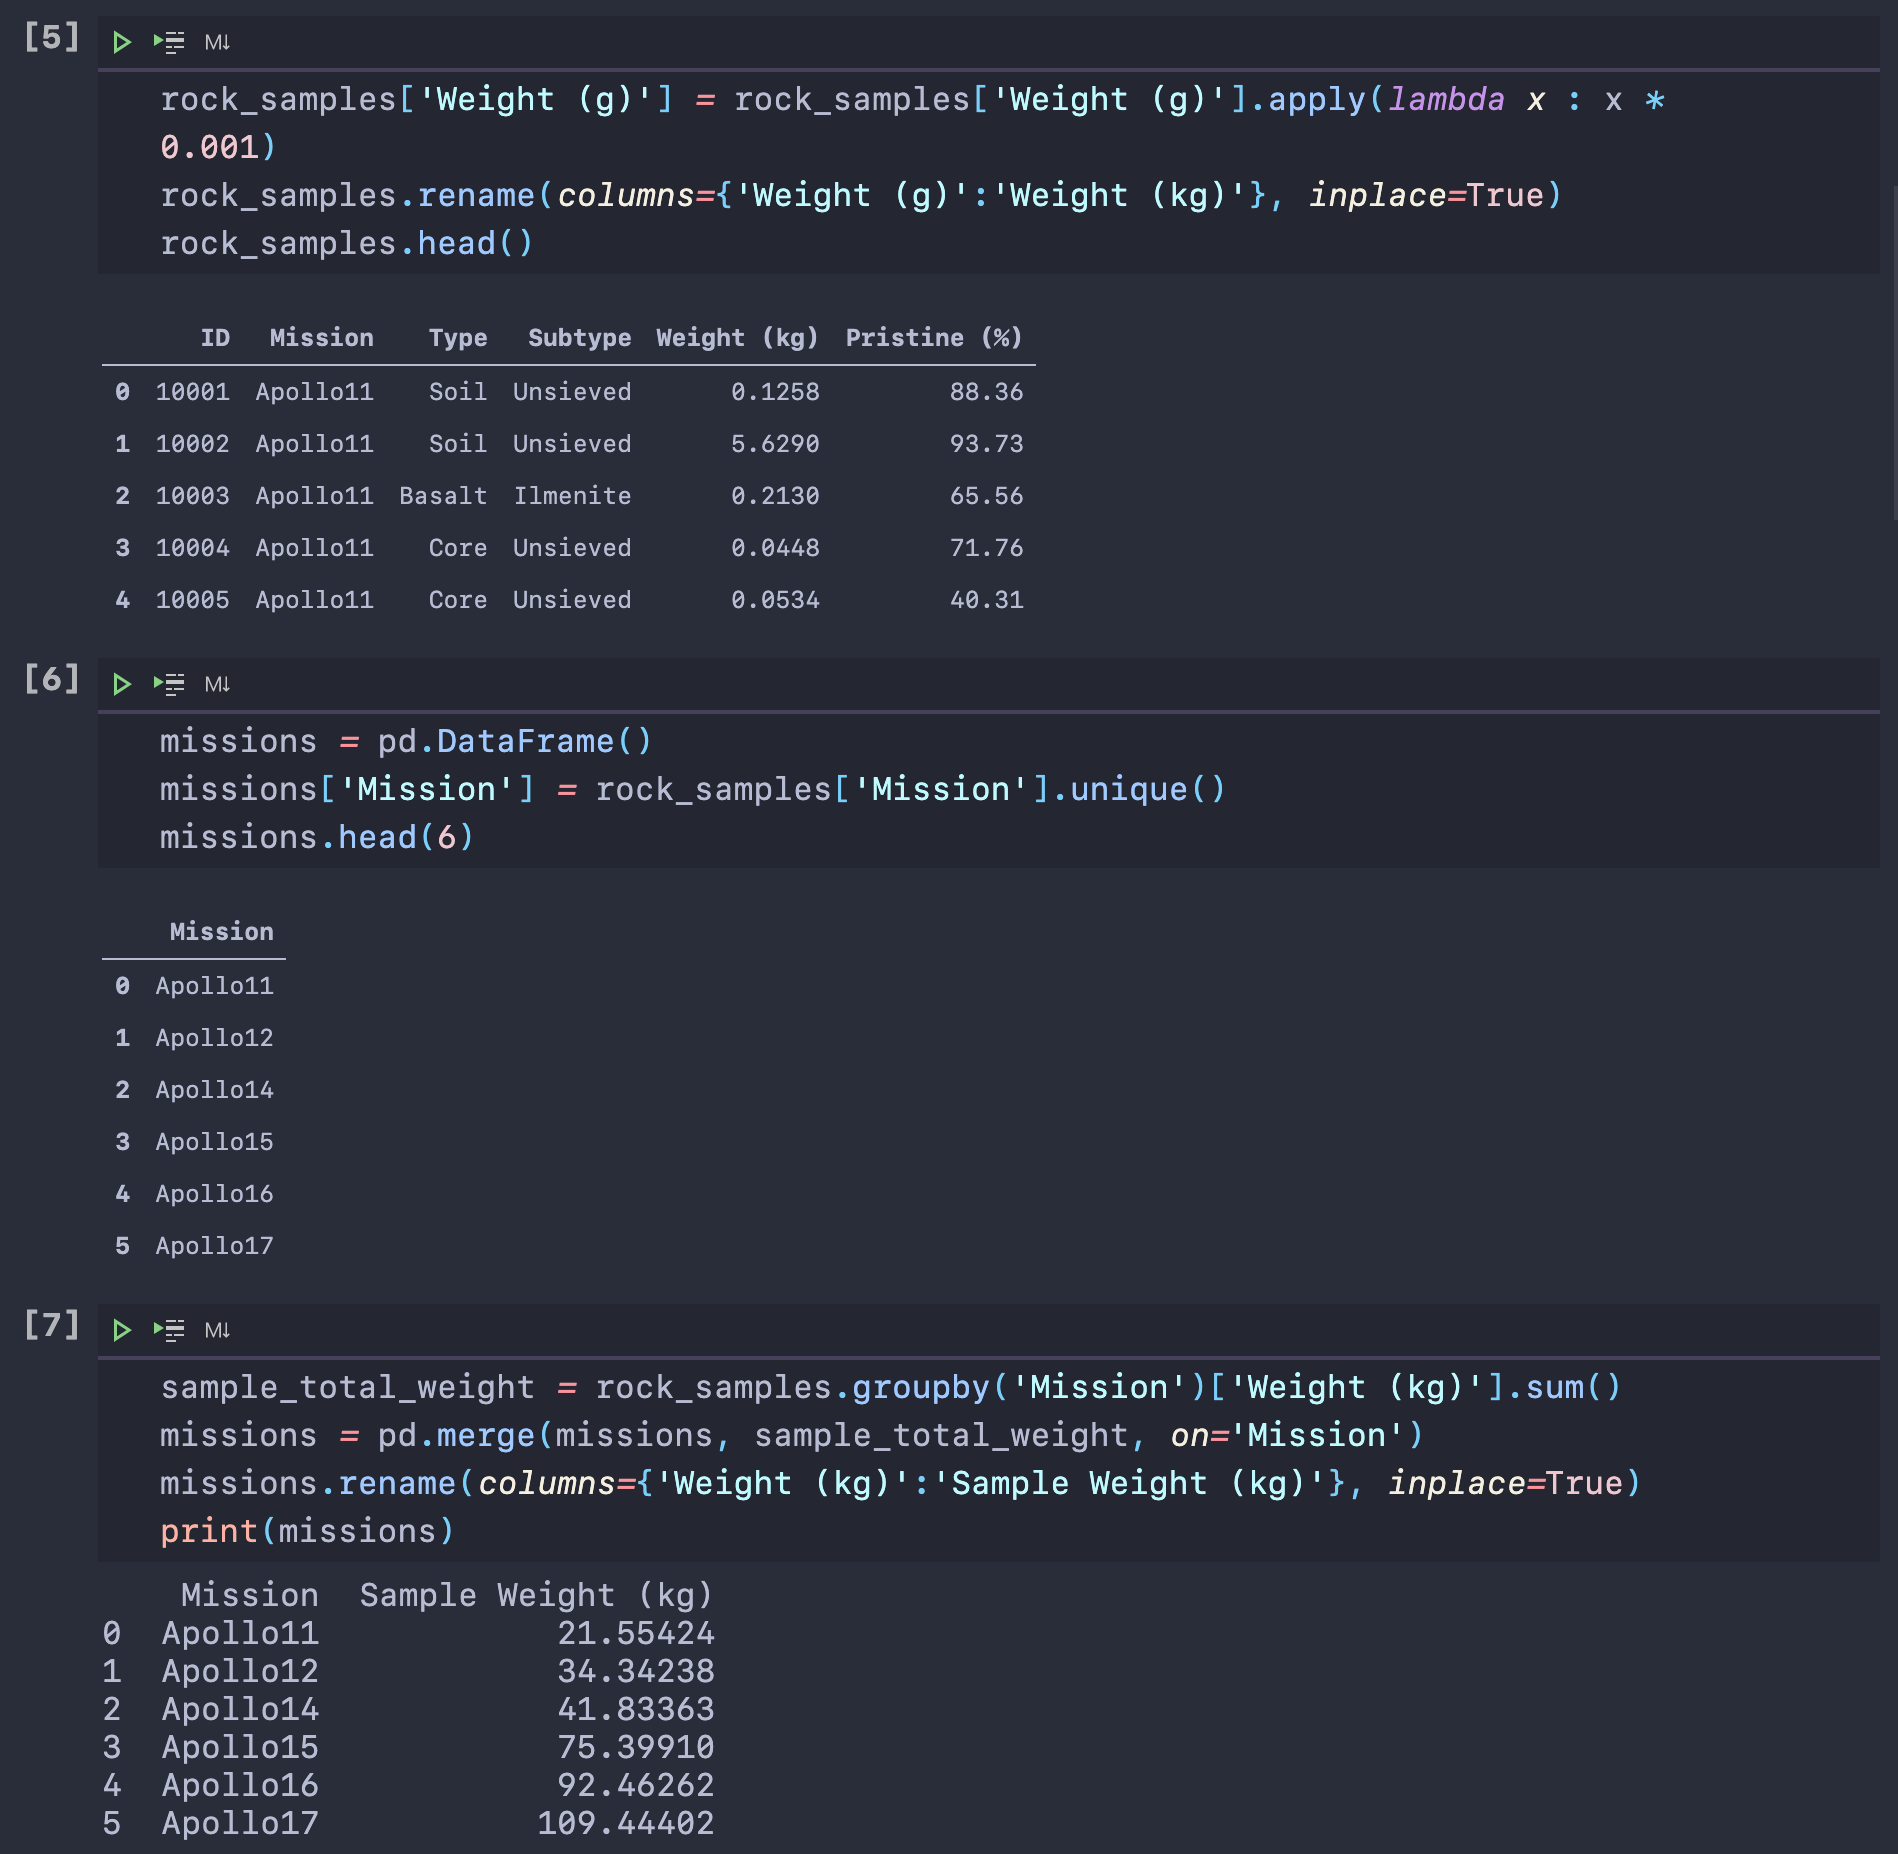 [5]
M↓
rock_samples['Weight (g)'] = rock_samples['Weight (g)'].apply(lambda x : x *
0.001)
rock_samples.rename(columns={'Weight (g)':'Weight (kg)'}, inplace=True)
rock_samples.head()
ID Mission Type Subtype Weight (kg) Pristine (%)
0 10001 Apollo11 Soil Unsieved 0.1258 88.36
1 10002 Apollo11 Soil Unsieved 5.6290 93.73
2 10003 Apollo11 Basalt Ilmenite 0.2130 65.56
3 10004 Apollo11 Core Unsieved 0.0448 71.76
4 10005 Apollo11 Core Unsieved 0.0534 40.31
[6]
M↓
missions = pd.DataFrame()
missions['Mission'] = rock_samples['Mission'].unique()
missions.head(6)
Mission
0 Apollo11
1 Apollo12
2 Apollo14
3 Apollo15
4 Apollo16
5 Apollo17
[7]
M↓
sample_total_weight = rock_samples.groupby('Mission')['Weight (kg)'].sum()
missions = pd.merge(missions, sample_total_weight, on='Mission')
missions.rename(columns={'Weight (kg)':'Sample Weight (kg)'}, inplace=True)
print(missions)
Mission Sample Weight (kg)
0 Apollo11 21.55424
1 Apollo12 34.34238
2 Apollo14 41.83363
3 Apollo15 75.39910
4 Apollo16 92.46262
5 Apollo17 109.44402